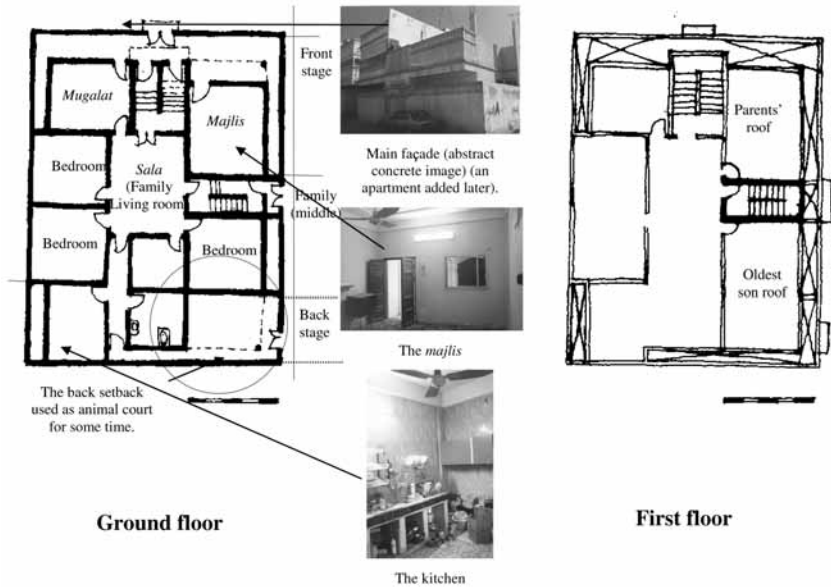 Mugalat
Majlis
Bedroom
Sala
(Family
Living room)
Bedroom
Bedroom
The back setback
used as animal court
for some time.
Ground floor
Front
stage
Family
(middle)
Back
stage
Main façade (abstract
concrete image) (an
apartment added later).
The majlis
The kitchen
Parents'
roof
Oldest
son roof
First floor